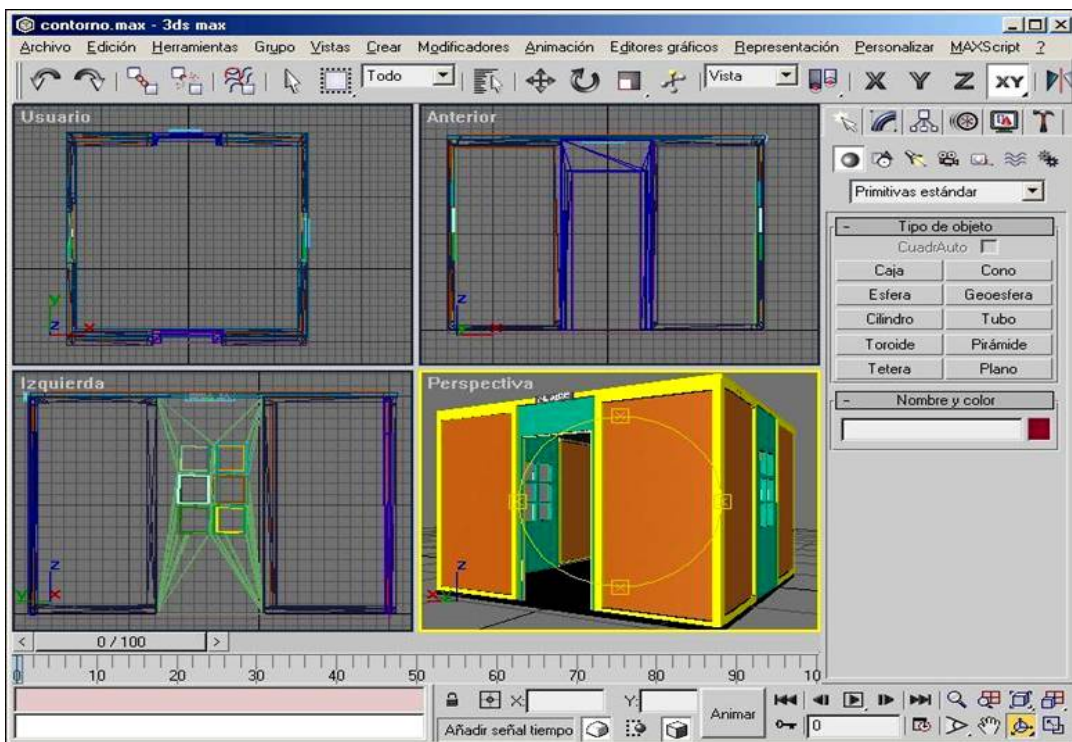 contorno.max - 3ds max
Archivo Edición Herramientas Grupo Vistas Crear Modificadores Animación Editores gráficos Representación Personalizar MAXScript ?
Todo Vista X Y Z XY
Usuario
Anterior
Primitivas estándar
Tipo de objeto
CuadrAuto
Caja Cono
Esfera Geoesfera
Cilindro Tubo
Toroide Pirámide
Tetera Plano
Nombre y color
y
z x
z
x
Izquierda
Perspectiva
z
y x
z
x
< 0 / 100 >
0 10 20 30 40 50 60 70 80 90 10
X: Y:
Animar
Añadir señal tiempo
0